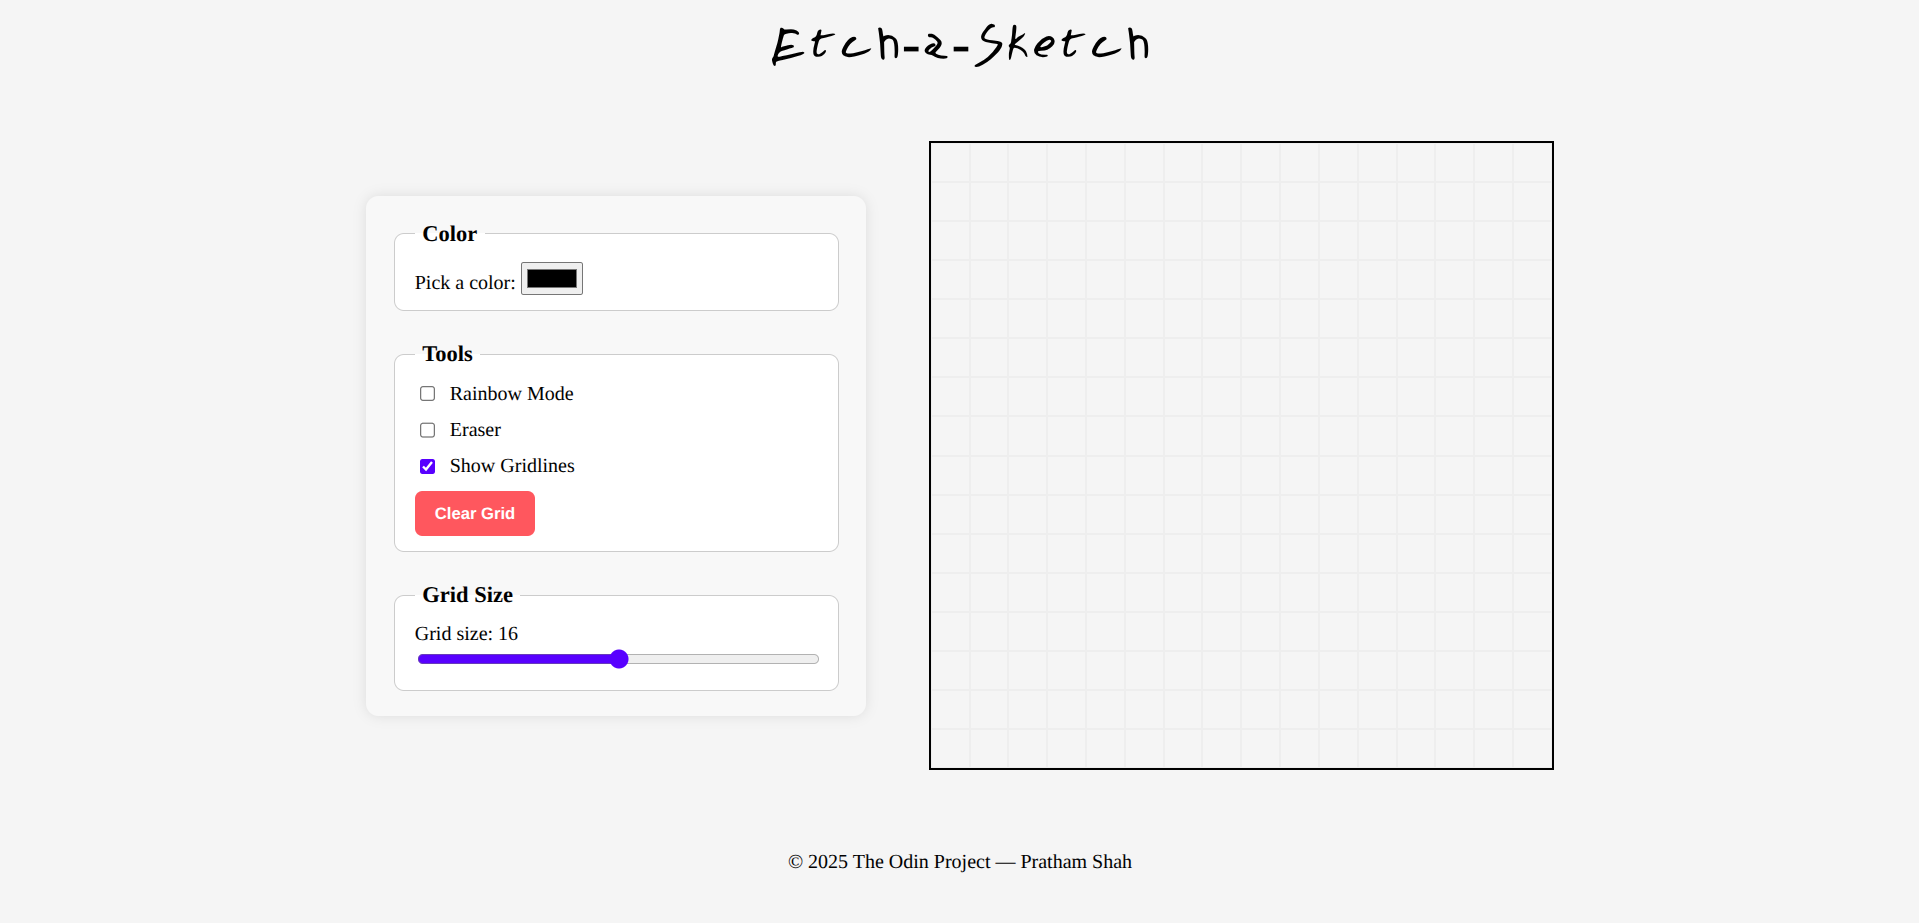 Etch-a-Sketch
Color
Pick a color:
Tools
Rainbow Mode
Eraser
Show Gridlines
Clear Grid
Grid Size
Grid size: 16
© 2025 The Odin Project — Pratham Shah